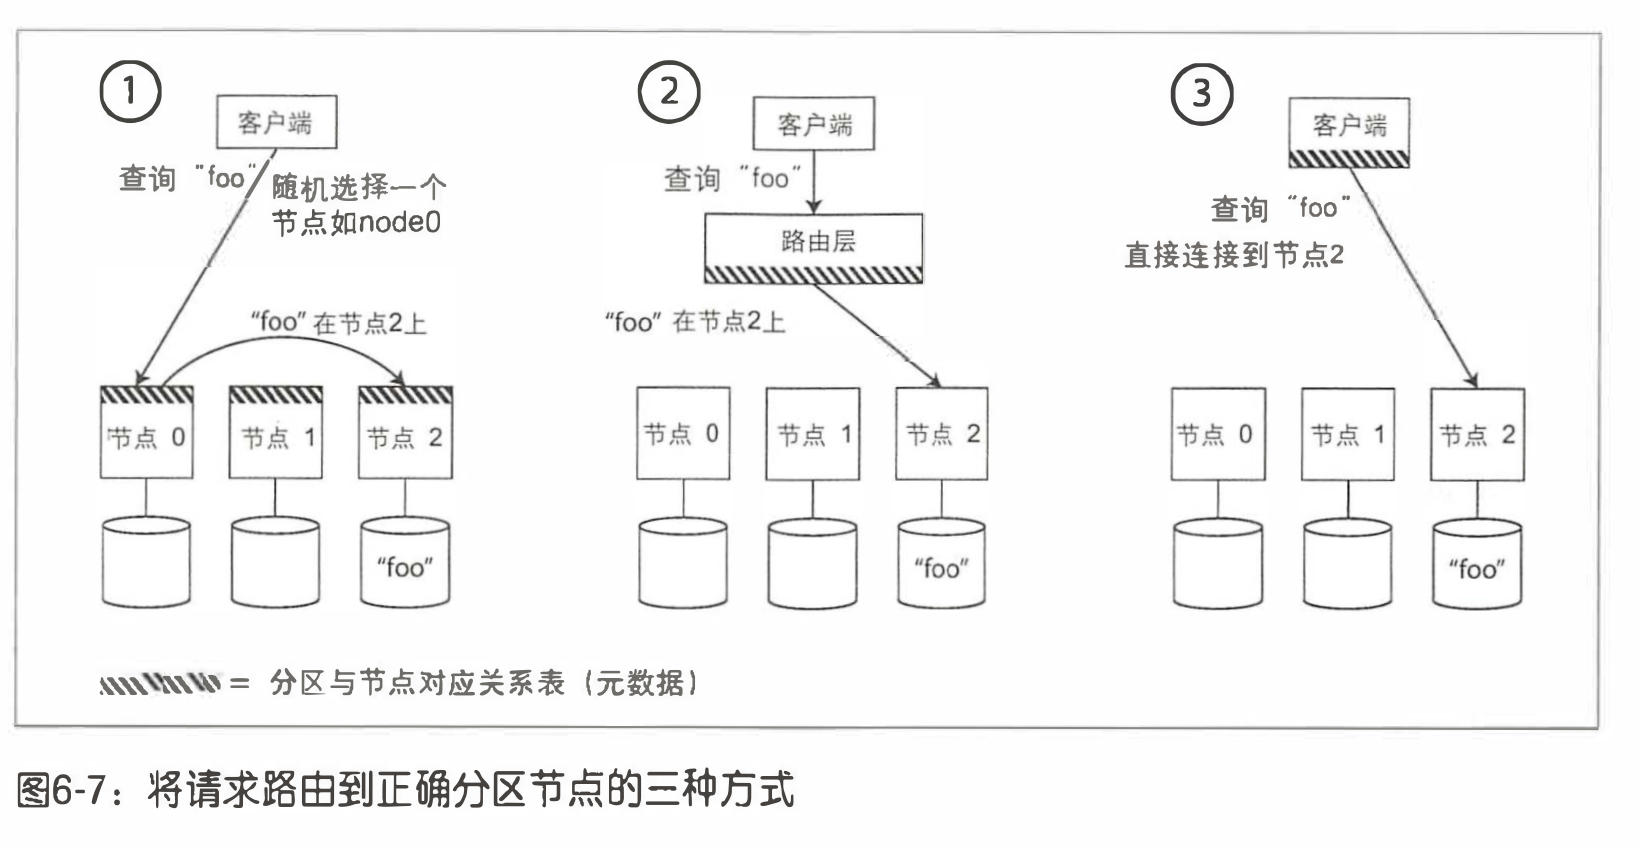 ①
客户端
查询 "foo"
随机选择一个
节点如node0
"foo" 在节点2上
节点 0
节点 1
节点 2
"foo"
②
客户端
查询 "foo"
路由层
"foo" 在节点2上
节点 0
节点 1
节点 2
"foo"
③
客户端
查询 "foo"
直接连接到节点2
节点 0
节点 1
节点 2
"foo"
= 分区与节点对应关系表（元数据）
图6-7：将请求路由到正确分区节点的三种方式